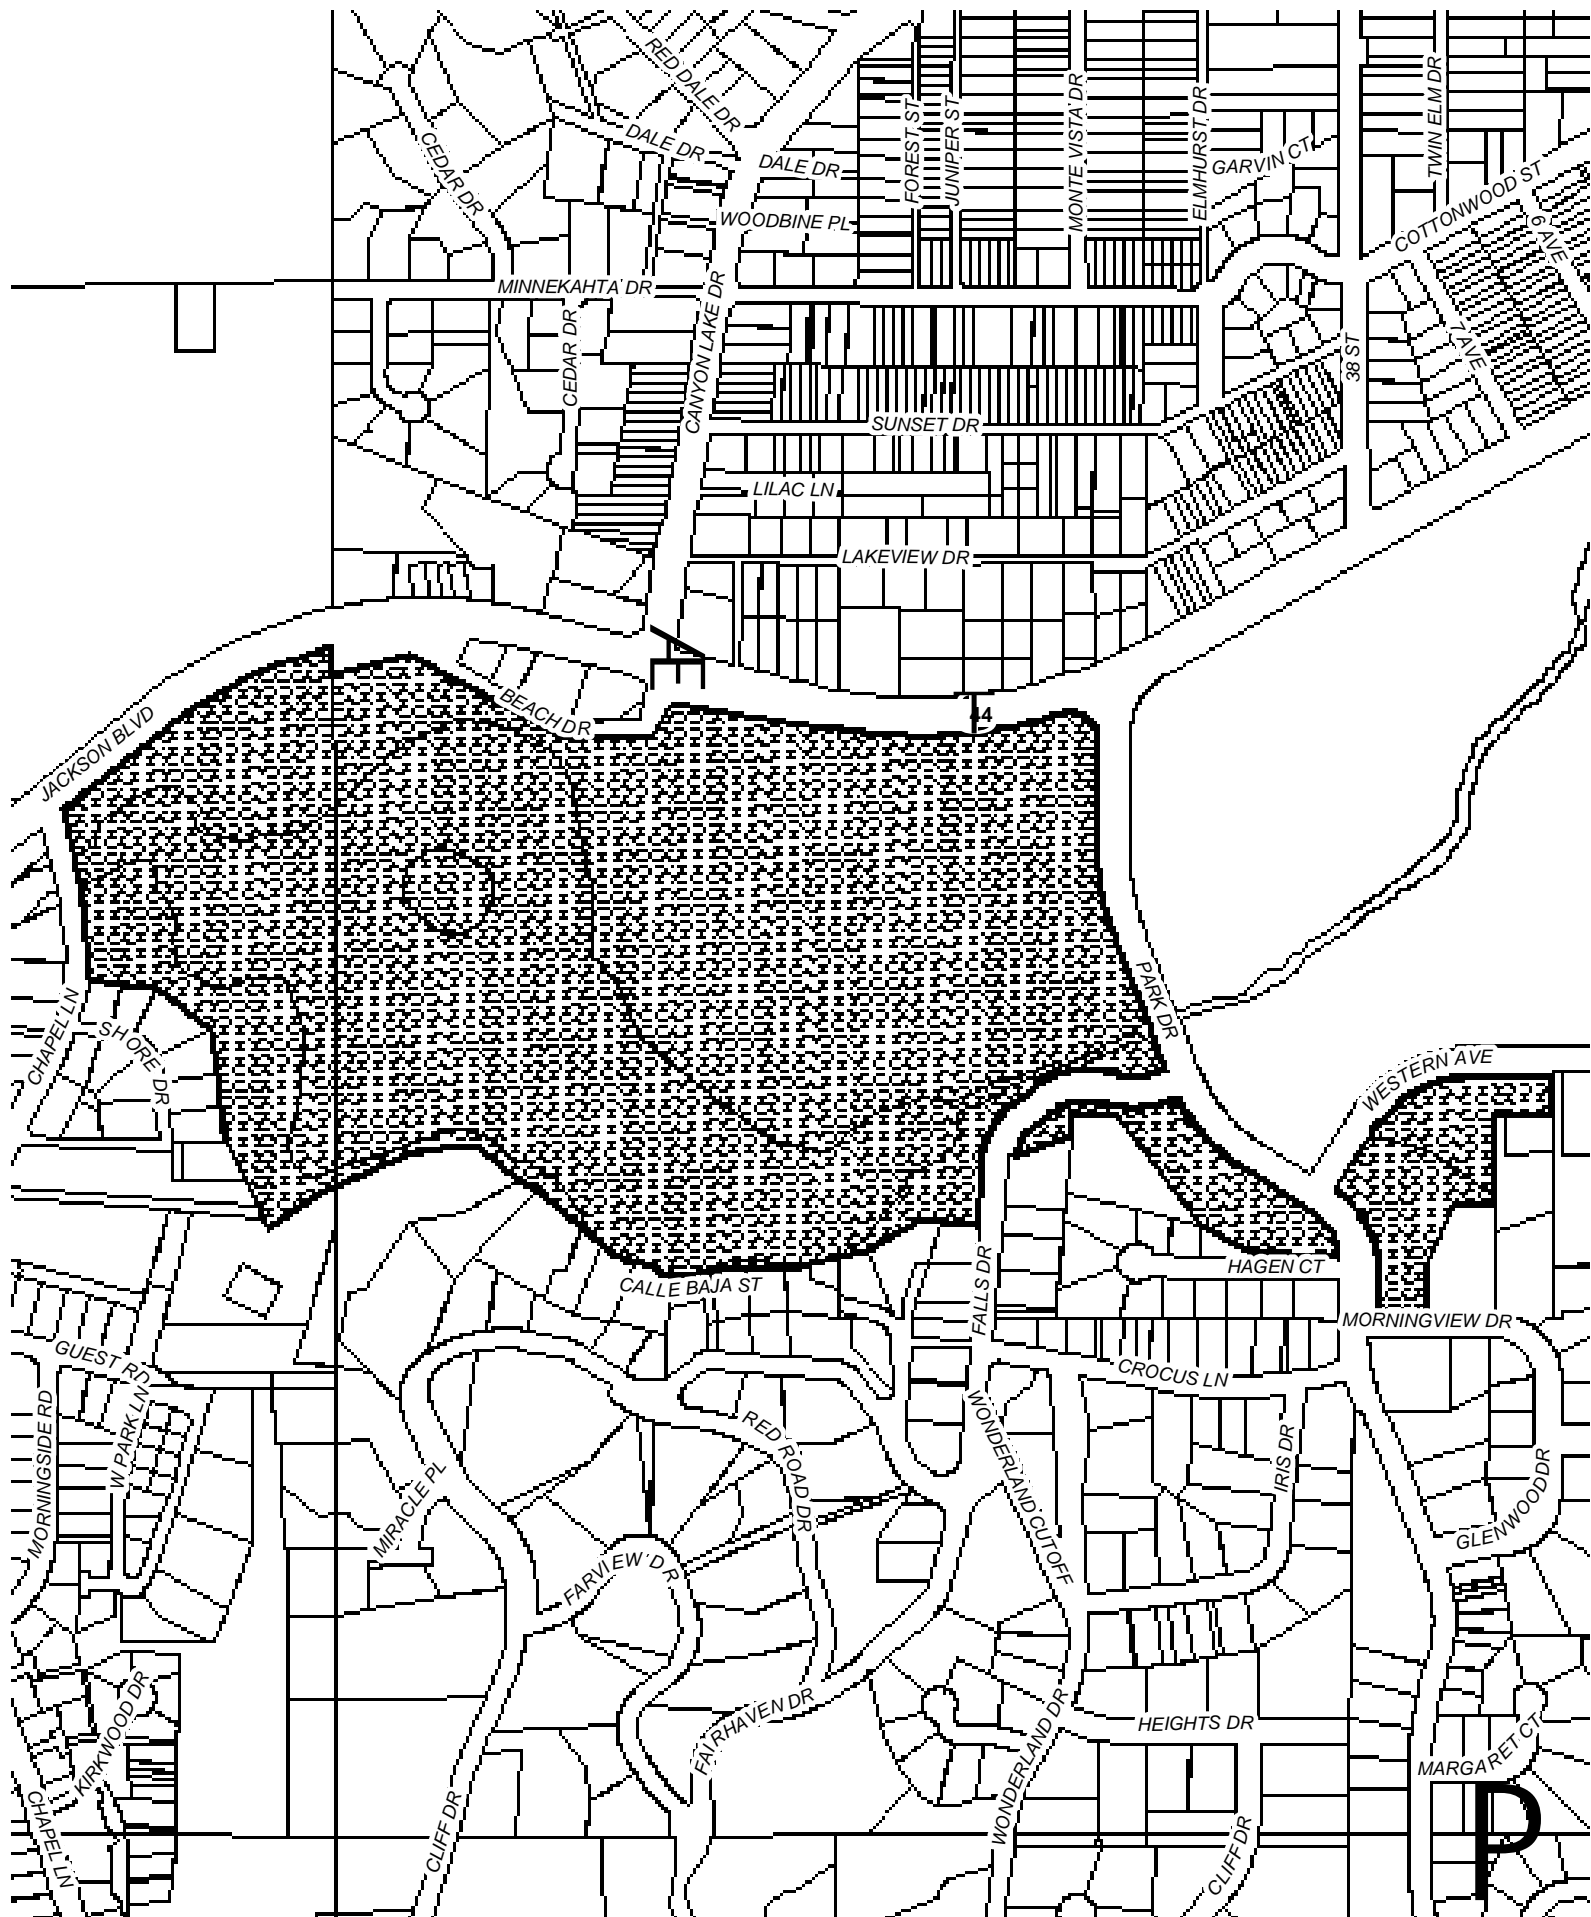 RED DALE DR
CEDAR DR
DALE DR
DALE DR
FOREST ST
JUNIPER ST
MONTE VISTA DR
ELMHURST DR
GARVIN CT
TWIN ELM DR
COTTONWOOD ST
6 AVE
WOODBINE PL
MINNEKAHTA DR
CANYON LAKE DR
CEDAR DR
38 ST
7 AVE
SUNSET DR
LILAC LN
LAKEVIEW DR
BEACH DR
44
JACKSON BLVD
PARK DR
CHAPEL LN
SHORE DR
WESTERN AVE
HAGEN CT
CALLE BAJA ST
FALLS DR
MORNINGVIEW DR
GUEST RD
CROCUS LN
MORNINGSIDE RD
W PARK LN
MIRACLE PL
RED ROAD DR
WONDERLAND CUTOFF
IRIS DR
GLENWOOD DR
FARVIEW DR
KIRKWOOD DR
FAIRHAVEN DR
WONDERLAND DR
HEIGHTS DR
MARGARET CT
CHAPEL LN
CLIFF DR
CLIFF DR
P